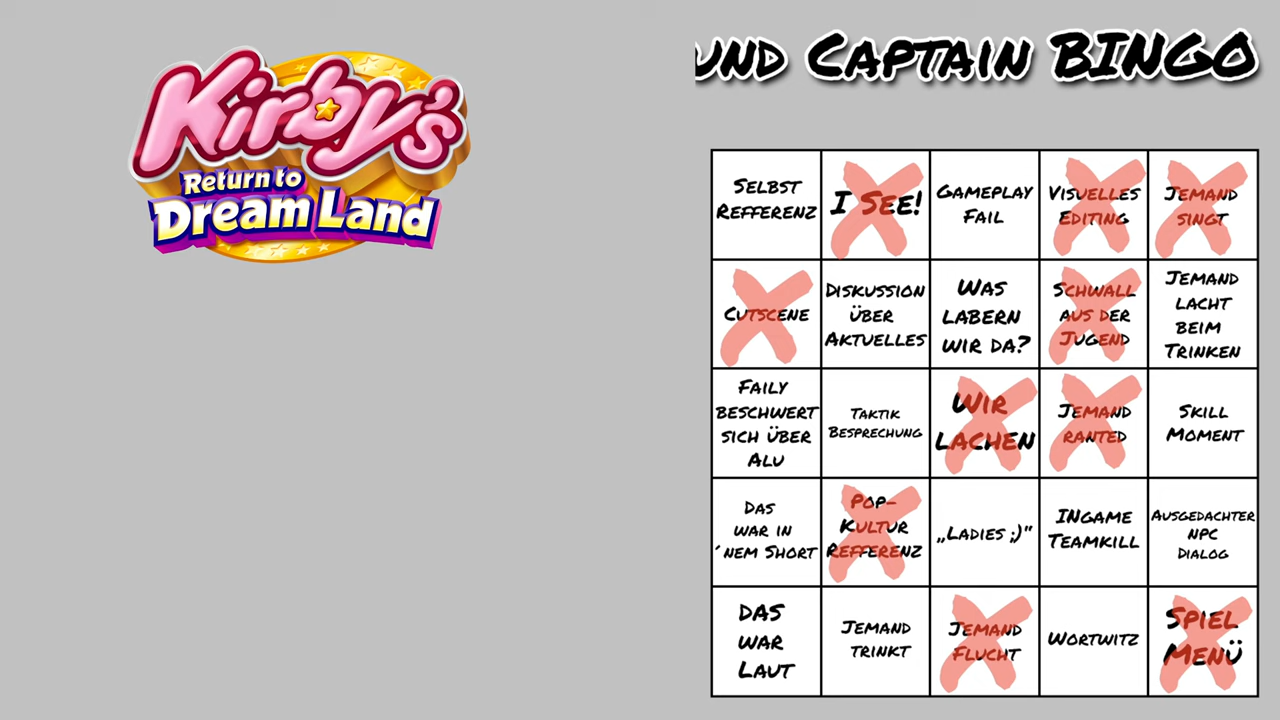 Kirby's
Return to
Dream Land
und Captain BINGO
Selbst
Refferenz
I See!
Gameplay
Fail
Visuelles
Editing
Jemand
singt
Cutscene
Diskussion
über
Aktuelles
Was
labern
wir da?
Schwall
aus der
Jugend
Jemand
lacht
beim
Trinken
Faily
beschwert
sich über
Alu
Taktik
Besprechung
Wir
lachen
Jemand
ranted
Skill
Moment
Das
war in
´nem Short
Pop-
Kultur
Refferenz
„Ladies ;)"
INgame
Teamkill
Ausgedachter
NPC
Dialog
Das
war
Laut
Jemand
trinkt
Jemand
Flucht
Wortwitz
Spiel
Menü